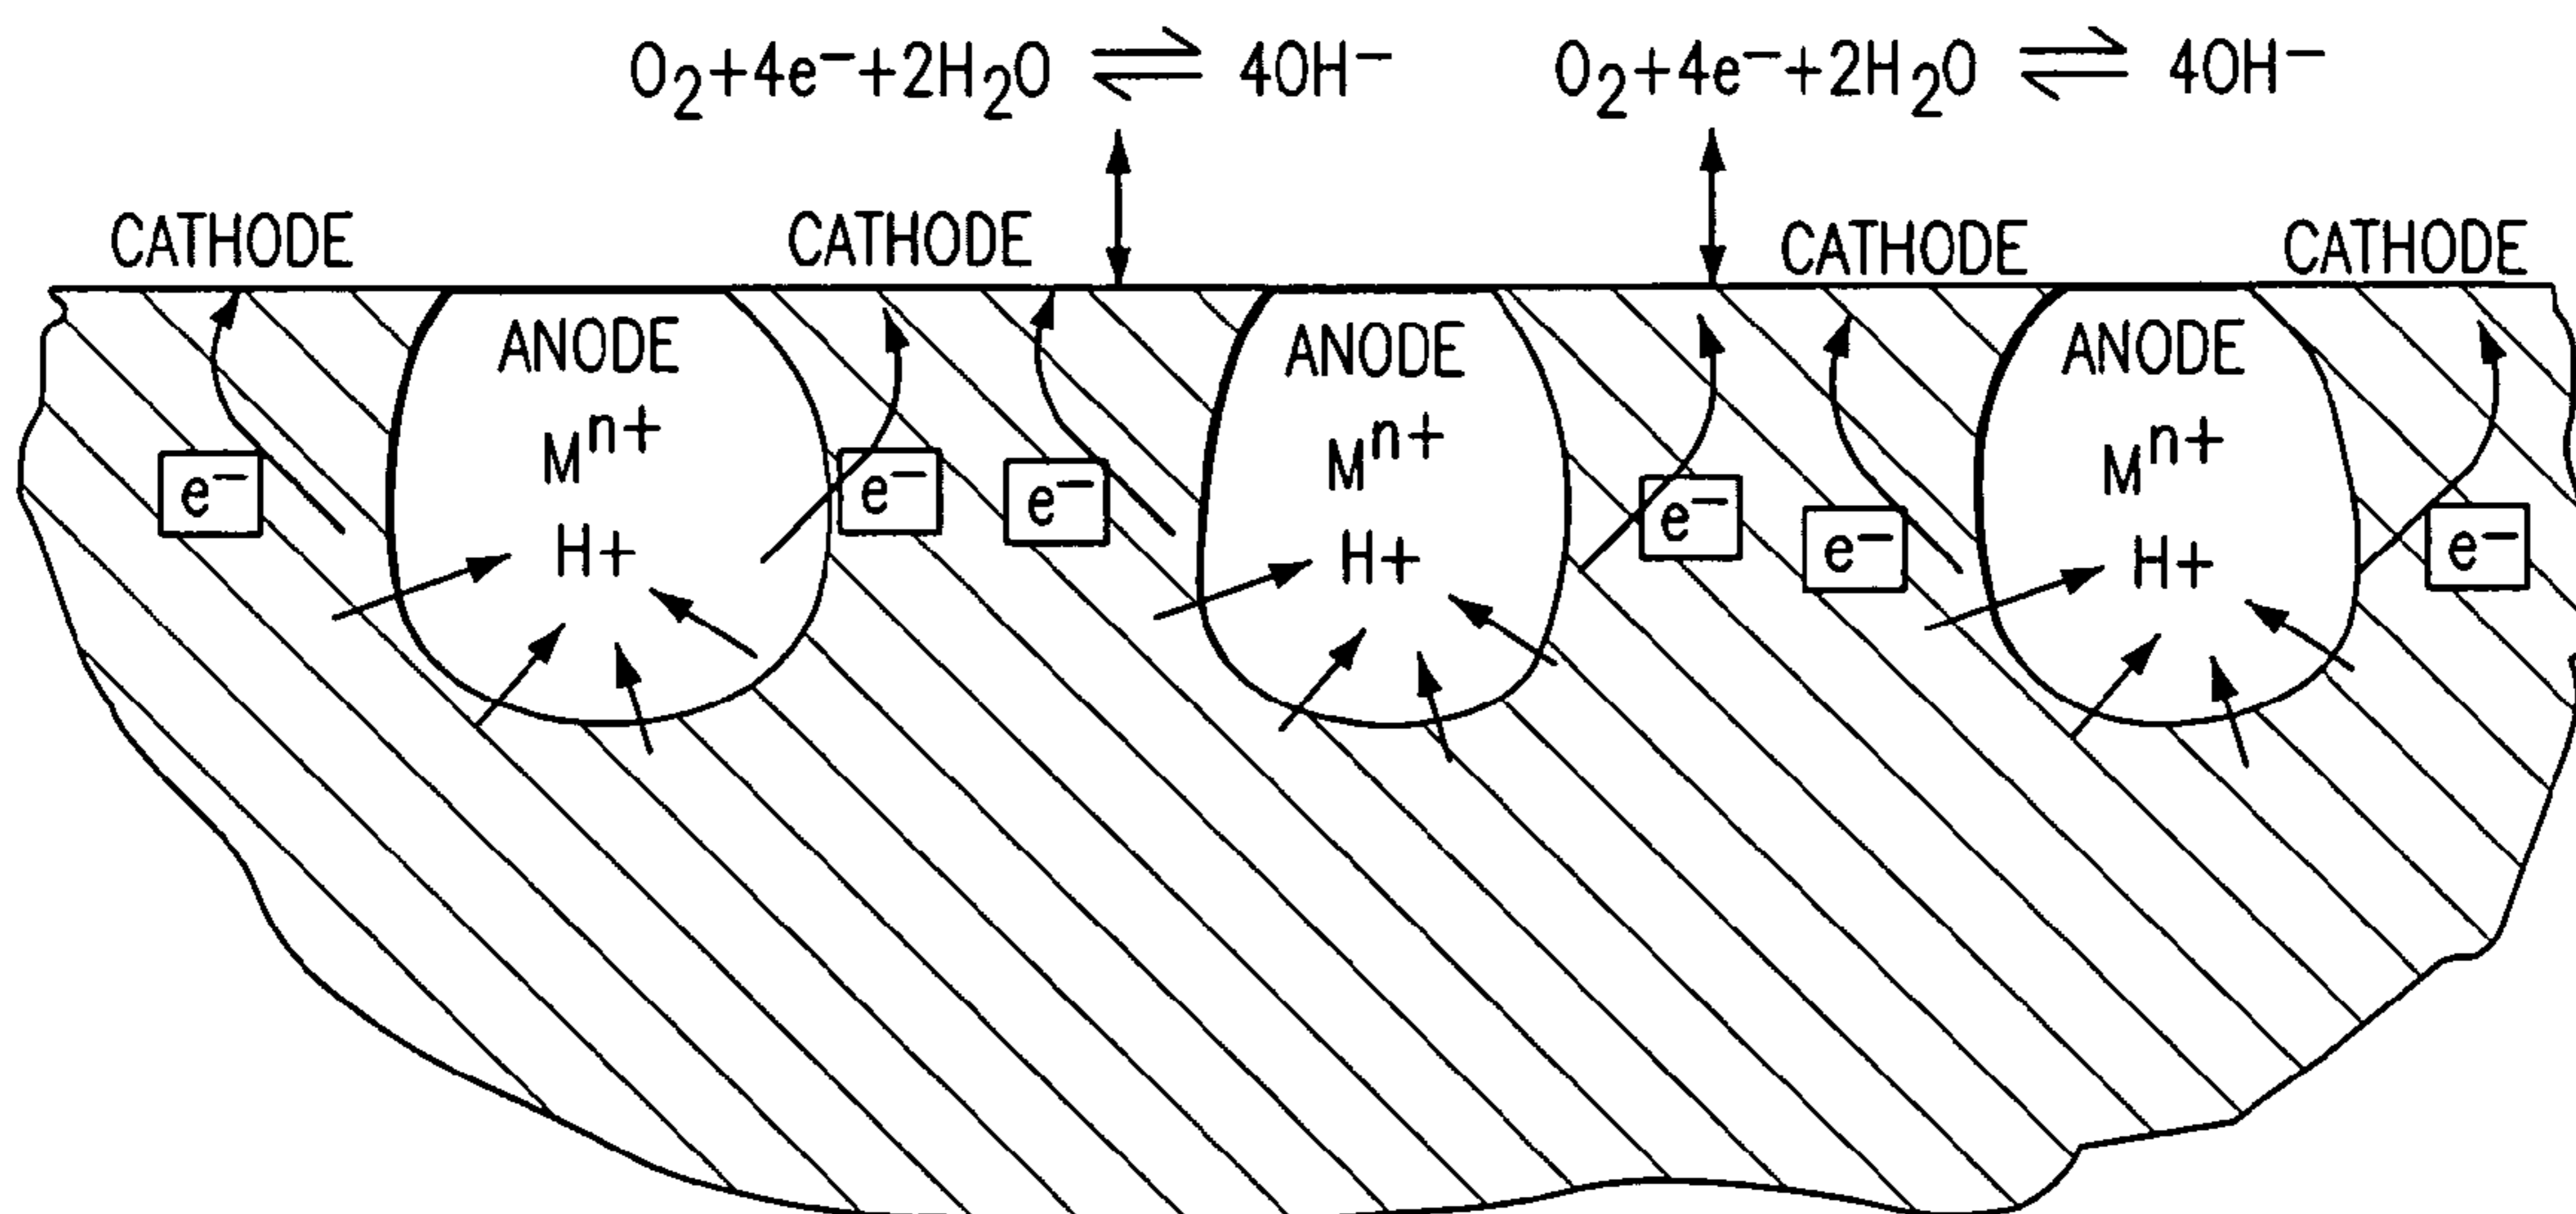 O₂+4e⁻+2H₂O ⇌ 4OH⁻ O₂+4e⁻+2H₂O ⇌ 4OH⁻
CATHODE CATHODE CATHODE CATHODE
ANODE ANODE ANODE
Mⁿ⁺ Mⁿ⁺ Mⁿ⁺
e⁻ e⁻ e⁻ e⁻ e⁻ e⁻
H+ H+ H+